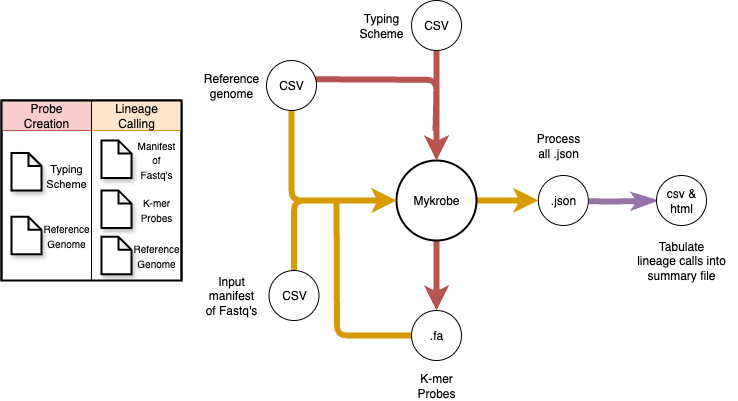 Probe
Creation
Lineage
Calling
Typing
Scheme
Reference
Genome
Manifest
of
Fastq's
K-mer
Probes
Reference
Genome
Typing
Scheme
CSV
Reference
genome
CSV
Input
manifest
of Fastq's
CSV
Mykrobe
.fa
K-mer
Probes
Process
all .json
.json
csv &
html
Tabulate
lineage calls into
summary file